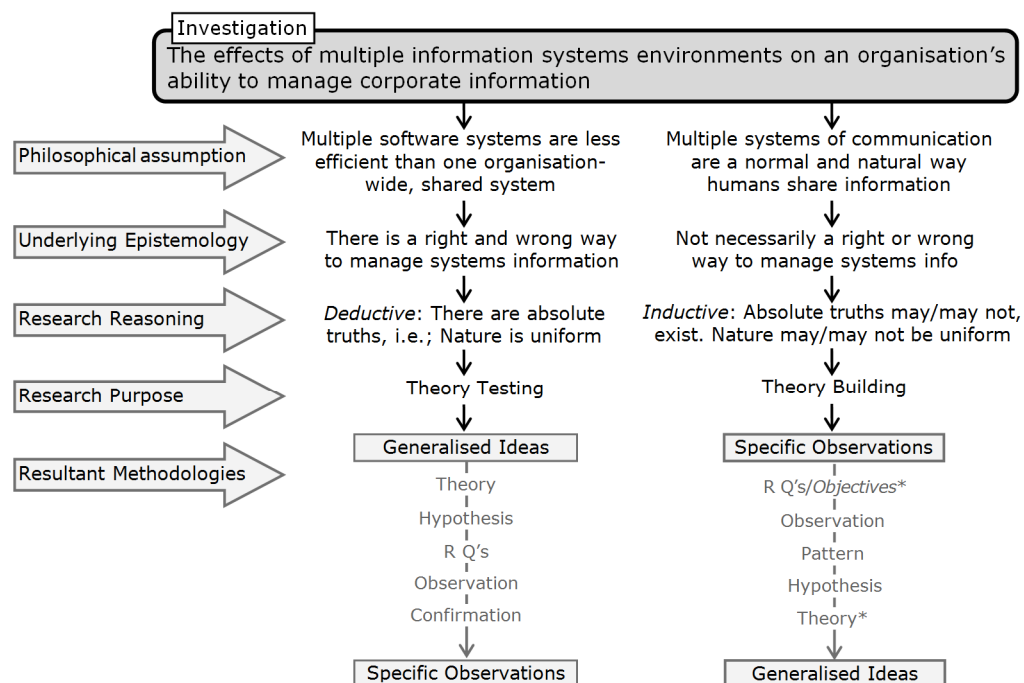 Investigation
The effects of multiple information systems environments on an organisation's
ability to manage corporate information
Philosophical assumption
Multiple software systems are less
efficient than one organisation-
wide, shared system
Multiple systems of communication
are a normal and natural way
humans share information
Underlying Epistemology
There is a right and wrong way
to manage systems information
Not necessarily a right or wrong
way to manage systems info
Research Reasoning
Deductive: There are absolute
truths, i.e.; Nature is uniform
Inductive: Absolute truths may/may not,
exist. Nature may/may not be uniform
Research Purpose
Theory Testing
Theory Building
Resultant Methodologies
Generalised Ideas
Theory
Hypothesis
R Q's
Observation
Confirmation
Specific Observations
Specific Observations
R Q's/Objectives*
Observation
Pattern
Hypothesis
Theory*
Generalised Ideas